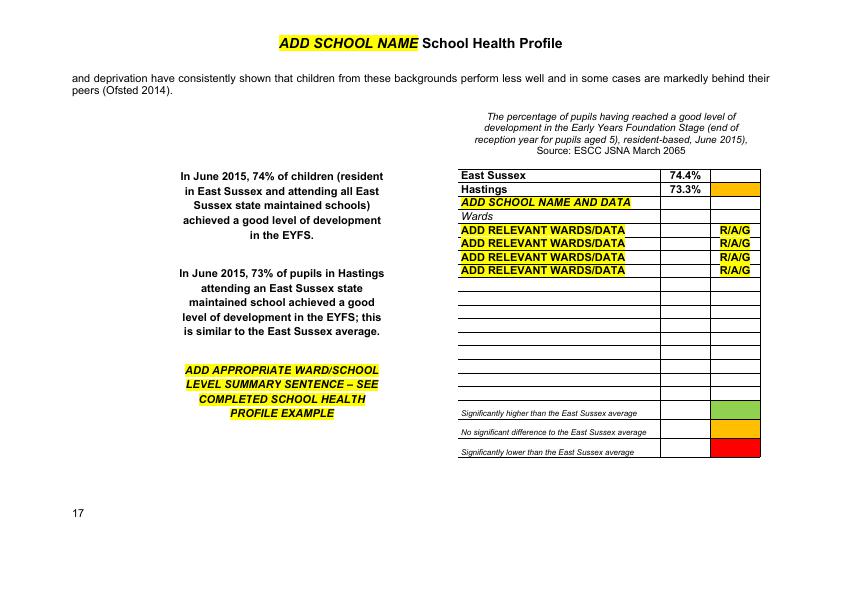 ADD SCHOOL NAME School Health Profile
and deprivation have consistently shown that children from these backgrounds perform less well and in some cases are markedly behind their
peers (Ofsted 2014).
In June 2015, 74% of children (resident
in East Sussex and attending all East
Sussex state maintained schools)
achieved a good level of development
in the EYFS.
In June 2015, 73% of pupils in Hastings
attending an East Sussex state
maintained school achieved a good
level of development in the EYFS; this
is similar to the East Sussex average.
ADD APPROPRIATE WARD/SCHOOL
LEVEL SUMMARY SENTENCE – SEE
COMPLETED SCHOOL HEALTH
PROFILE EXAMPLE
The percentage of pupils having reached a good level of
development in the Early Years Foundation Stage (end of
reception year for pupils aged 5), resident-based, June 2015),
Source: ESCC JSNA March 2065
East Sussex 74.4%
Hastings 73.3%
ADD SCHOOL NAME AND DATA
Wards
ADD RELEVANT WARDS/DATA R/A/G
ADD RELEVANT WARDS/DATA R/A/G
ADD RELEVANT WARDS/DATA R/A/G
ADD RELEVANT WARDS/DATA R/A/G
Significantly higher than the East Sussex average
No significant difference to the East Sussex average
Significantly lower than the East Sussex average
17